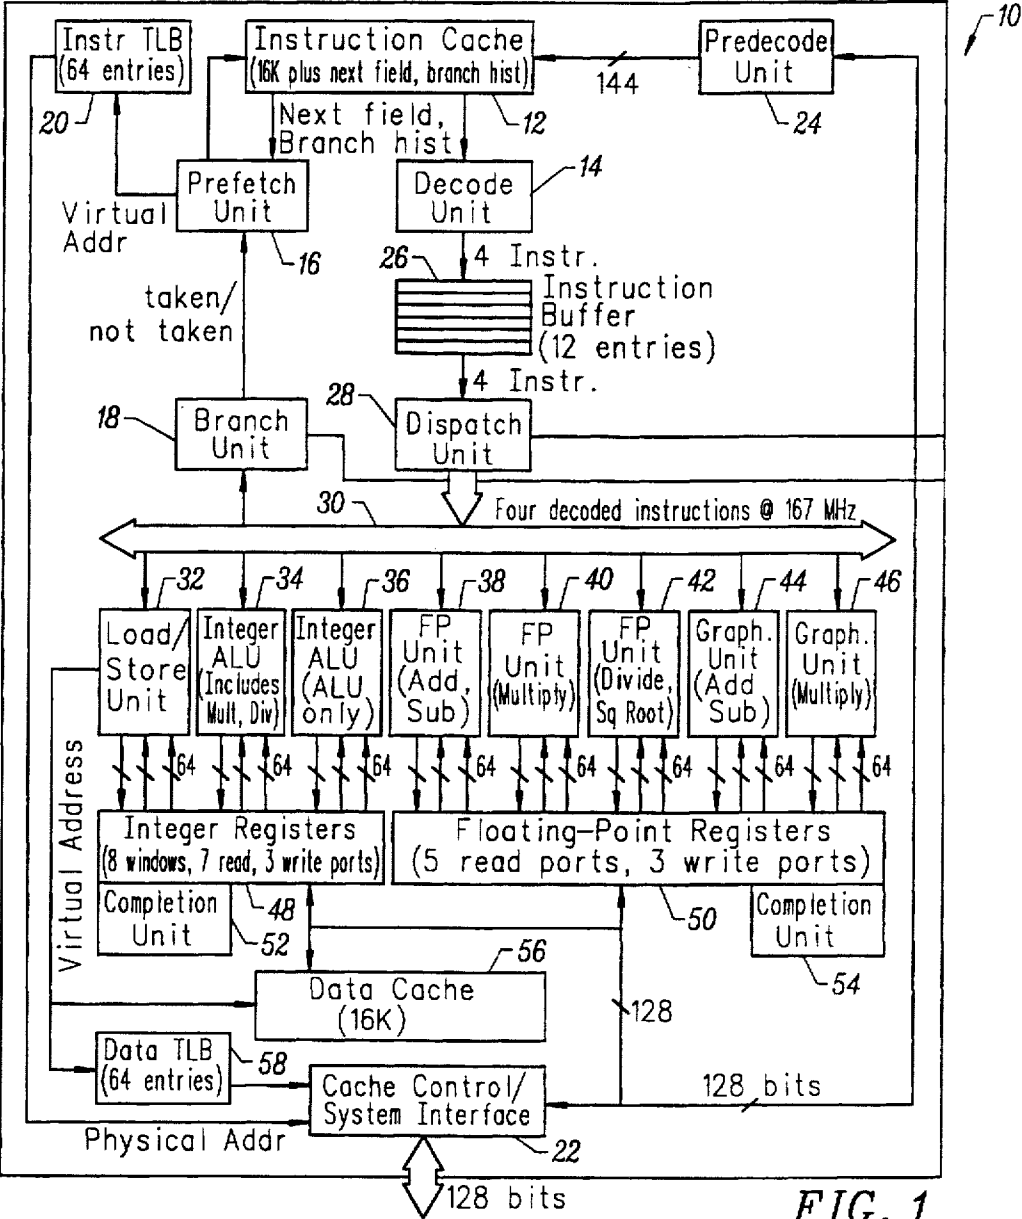 10
Instr TLB
(64 entries)
20
Instruction Cache
(16K plus next field, branch hist)
12
144
Predecode
Unit
24
Next field,
Branch hist
Prefetch
Unit
16
Virtual
Addr
Decode
Unit
14
4 Instr.
26
Instruction
Buffer
(12 entries)
taken/
not taken
4 Instr.
18
Branch
Unit
28
Dispatch
Unit
30
Four decoded instructions @ 167 MHz
32
34
36
38
40
42
44
46
Load/
Store
Unit
Integer
ALU
(Includes
Mult, Div)
Integer
ALU
(ALU
only)
FP
Unit
(Add,
Sub)
FP
Unit
(Multiply)
FP
Unit
(Divide,
Sq Root)
Graph.
Unit
(Add
Sub)
Graph.
Unit
(Multiply)
64
64
64
64
64
64
64
64
Virtual Address
Integer Registers
(8 windows, 7 read, 3 write ports)
48
Floating-Point Registers
(5 read ports, 3 write ports)
50
Completion
Unit
52
Completion
Unit
54
56
Data Cache
(16K)
128
Data TLB
(64 entries)
58
Cache Control/
System Interface
22
128 bits
Physical Addr
128 bits
FIG. 1